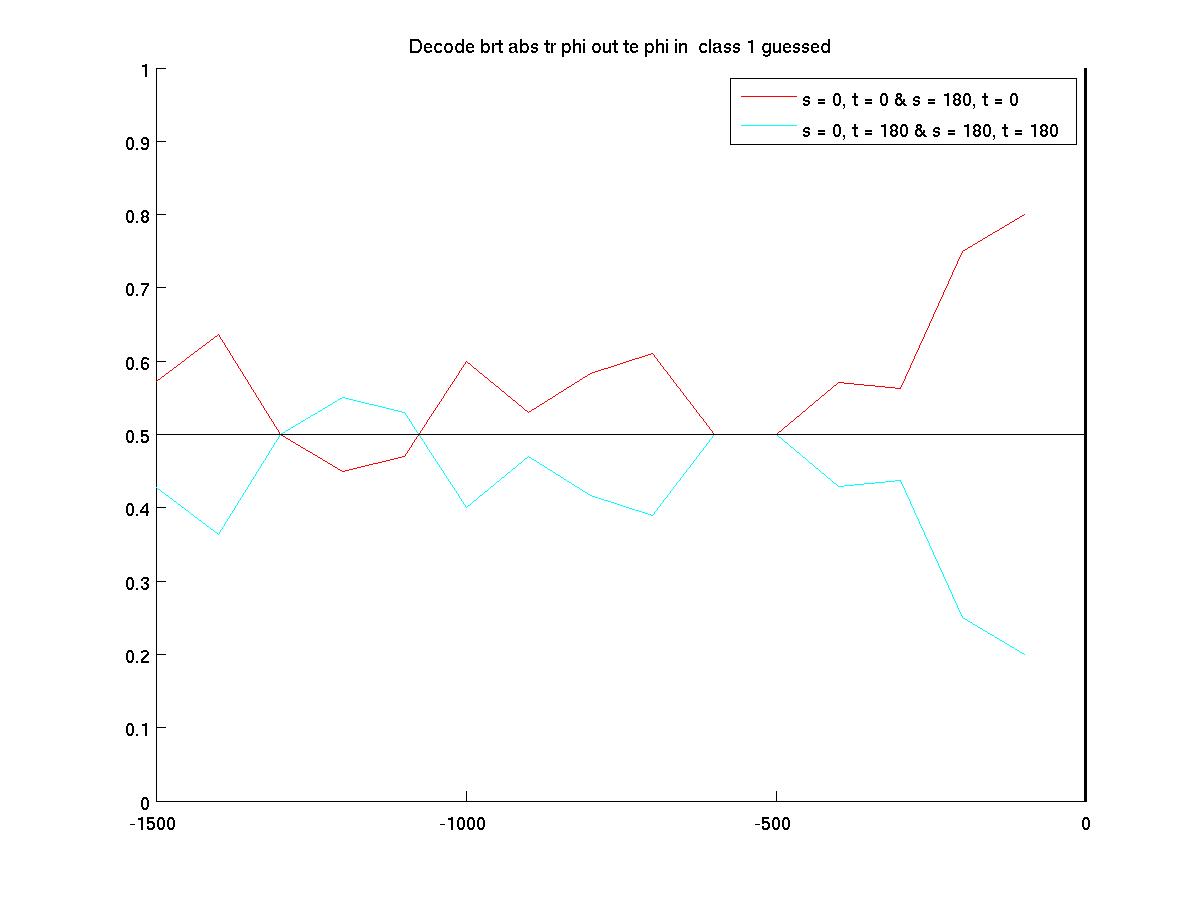 Decode brt abs tr phi out te phi in  class 1 guessed
s = 0, t = 0 & s = 180, t = 0
s = 0, t = 180 & s = 180, t = 180
1
0.9
0.8
0.7
0.6
0.5
0.4
0.3
0.2
0.1
0
-1500 -1000 -500 0